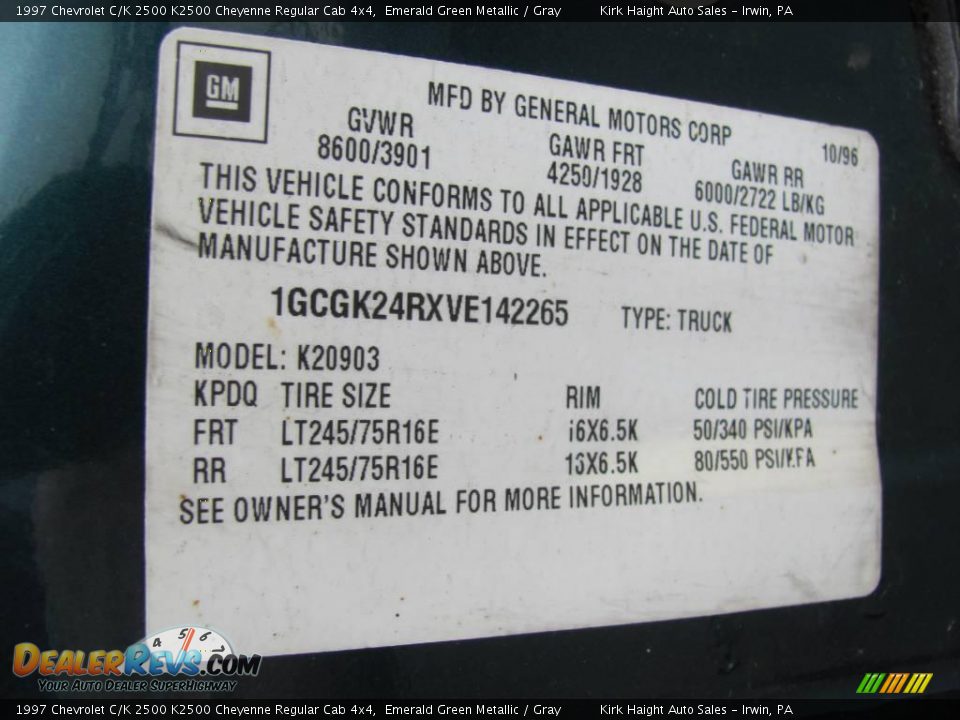 1997 Chevrolet C/K 2500 K2500 Cheyenne Regular Cab 4x4, Emerald Green Metallic / Gray Kirk Haight Auto Sales - Irwin, PA
GM
MFD BY GENERAL MOTORS CORP
10/96
GVWR GAWR FRT GAWR RR
8600/3901 4250/1928 6000/2722 LB/KG
THIS VEHICLE CONFORMS TO ALL APPLICABLE U.S. FEDERAL MOTOR
VEHICLE SAFETY STANDARDS IN EFFECT ON THE DATE OF
MANUFACTURE SHOWN ABOVE.
1GCGK24RXVE142265 TYPE: TRUCK
MODEL: K20903
KPDQ TIRE SIZE RIM COLD TIRE PRESSURE
FRT LT245/75R16E 16X6.5K 50/340 PSI/KPA
RR LT245/75R16E 16X6.5K 80/550 PSI/KPA
SEE OWNER'S MANUAL FOR MORE INFORMATION.
4 5 6 7
DealerRevs.com
Your Auto Dealer SuperHighway
1997 Chevrolet C/K 2500 K2500 Cheyenne Regular Cab 4x4, Emerald Green Metallic / Gray Kirk Haight Auto Sales - Irwin, PA